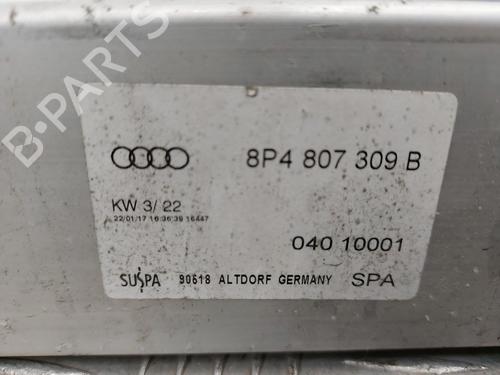 8P4 807 309 B
KW 3/ 22
22/01/17 16:36:39 16447
040 10001
SUSPA 90618 ALTDORF GERMANY SPA
B-PARTS